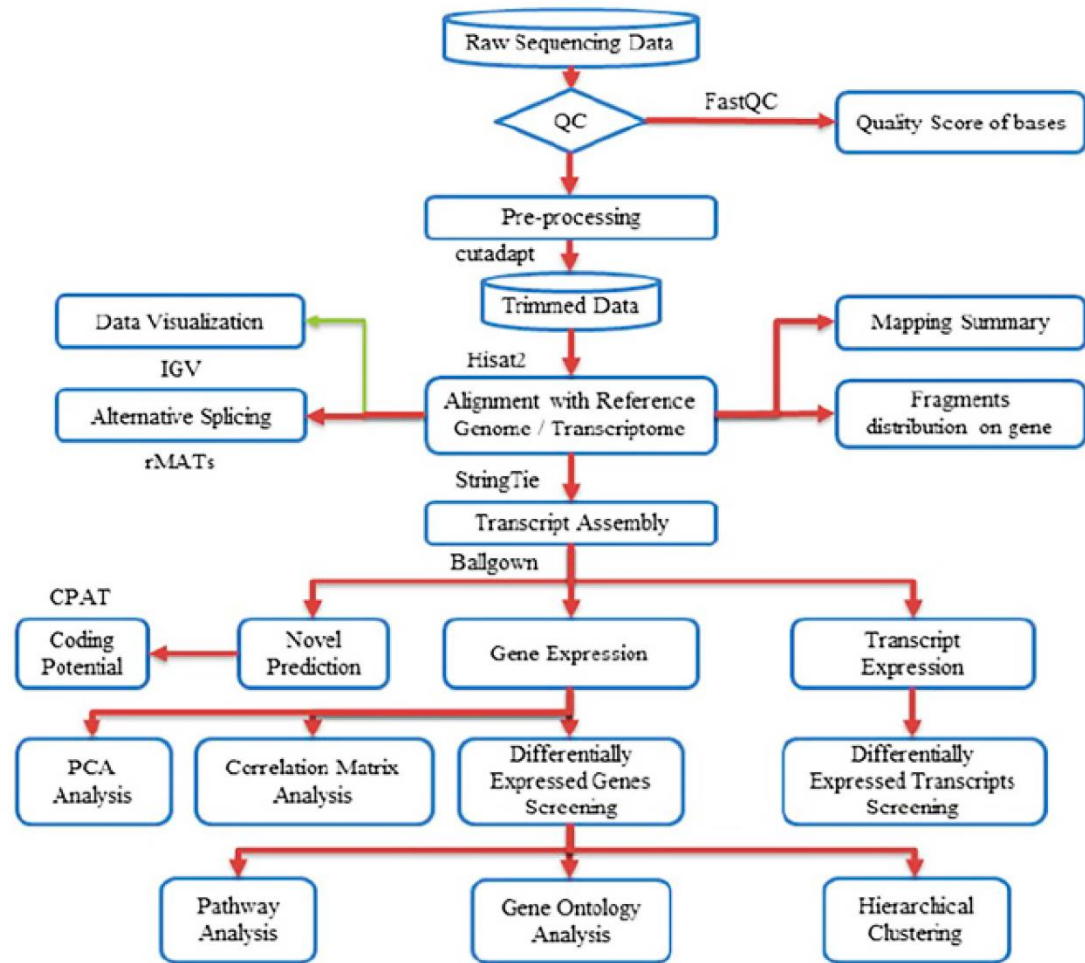 Raw Sequencing Data
FastQC
QC
Quality Score of bases
Pre-processing
cutadapt
Trimmed Data
Data Visualization
Mapping Summary
IGV
Hisat2
Alternative Splicing
Alignment with Reference
Genome / Transcriptome
Fragments
distribution on gene
rMATs
StringTie
Transcript Assembly
Ballgown
CPAT
Coding
Potential
Novel
Prediction
Gene Expression
Transcript
Expression
PCA
Analysis
Correlation Matrix
Analysis
Differentially
Expressed Genes
Screening
Differentially
Expressed Transcripts
Screening
Pathway
Analysis
Gene Ontology
Analysis
Hierarchical
Clustering